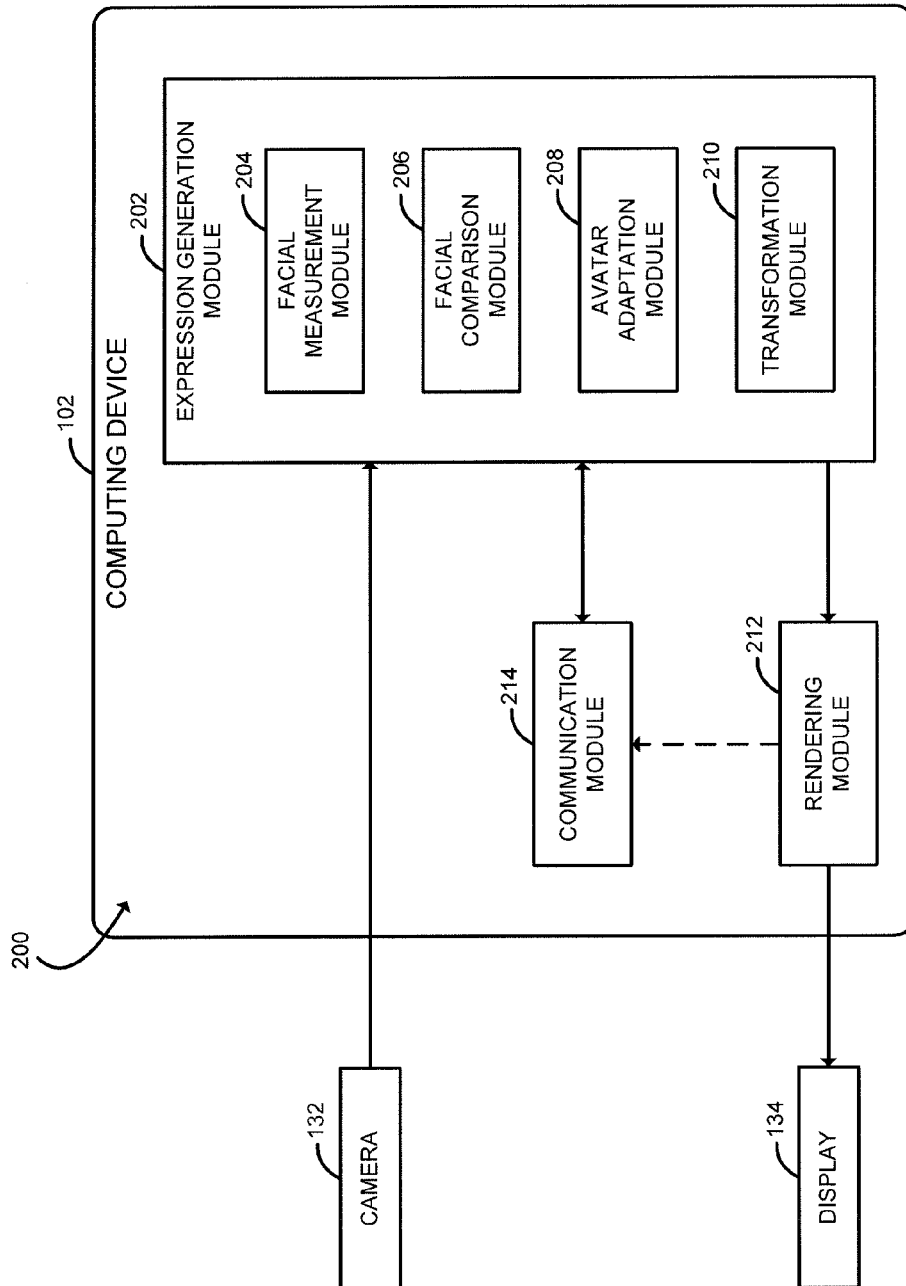 200
102
COMPUTING DEVICE
202
EXPRESSION GENERATION
MODULE
204
FACIAL
MEASUREMENT
MODULE
206
FACIAL
COMPARISON
MODULE
208
AVATAR
ADAPTATION
MODULE
210
TRANSFORMATION
MODULE
214
COMMUNICATION
MODULE
212
RENDERING
MODULE
132
CAMERA
134
DISPLAY